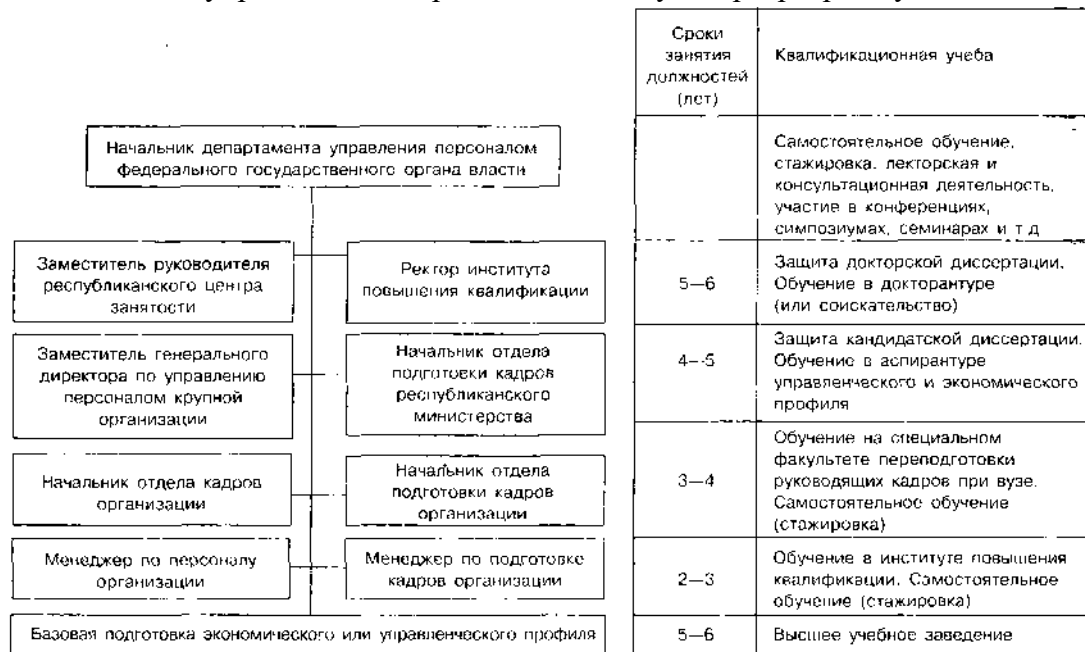 Начальник департамента управления персоналом
федерального государственного органа власти
Заместитель руководителя
республиканского центра
занятости
Ректор института
повышения квалификации
Заместитель генерального
директора по управлению
персоналом крупной
организации
Начальник отдела
подготовки кадров
республиканского
министерства
Начальник отдела кадров
организации
Начальник отдела
подготовки кадров
организации
Менеджер по персоналу
организации
Менеджер по подготовке
кадров организации
Базовая подготовка экономического или управленческого профиля
Сроки
занятия
должностей
(лет)
Квалификационная учеба
Самостоятельное обучение,
стажировка. лекторская и
консультационная деятельность,
участие в конференциях,
симпозиумах, семинарах и т д
5—6
Защита докторской диссертации.
Обучение в докторантуре
(или соискательство)
4—5
Защита кандидатской диссертации.
Обучение в аспирантуре
управленческого и экономического
профиля
3—4
Обучение на специальном
факультете переподготовки
руководящих кадров при вузе.
Самостоятельное обучение
(стажировка)
2—3
Обучение в институте повышения
квалификации. Самостоятельное
обучение (стажировка)
5—6
Высшее учебное заведение